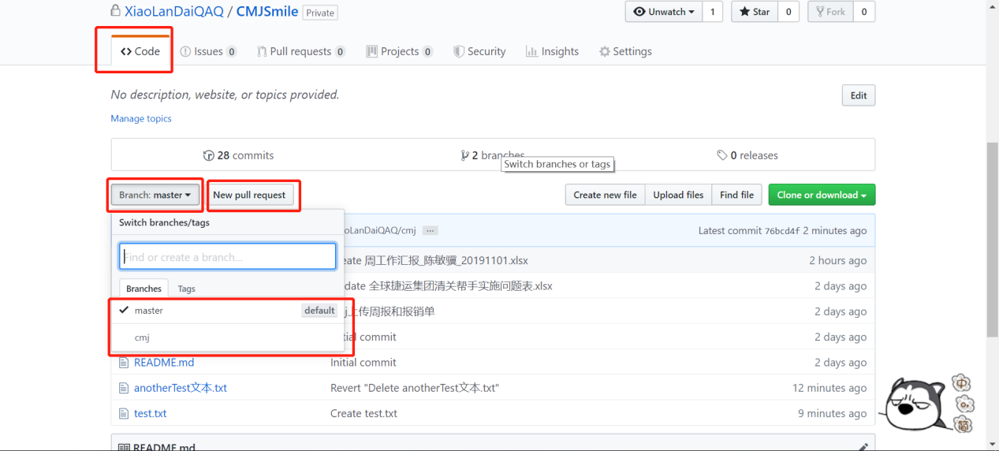 XiaoLanDaiQAQ / CMJSmile Private Unwatch 1 Star 0 Fork 0
Code Issues 0 Pull requests 0 Projects 0 Security Insights Settings
No description, website, or topics provided. Edit
Manage topics
28 commits 2 branches 0 releases
Switch branches or tags
Branch: master New pull request Create new file Upload files Find file Clone or download
Switch branches/tags
oLanDaiQAQ/cmj ... Latest commit 76bcd4f 2 minutes ago
Find or create a branch...
eate 周工作汇报_陈敏骥_20191101.xlsx 2 hours ago
date 全球捷运集团清关帮手实施问题表.xlsx 2 days ago
Branches Tags
master default
j上传周报和报销单 2 days ago
cmj
tial commit 2 days ago
README.md Initial commit 2 days ago
anotherTest文本.txt Revert "Delete anotherTest文本.txt" 12 minutes ago
test.txt Create test.txt 9 minutes ago
README.md
中
简